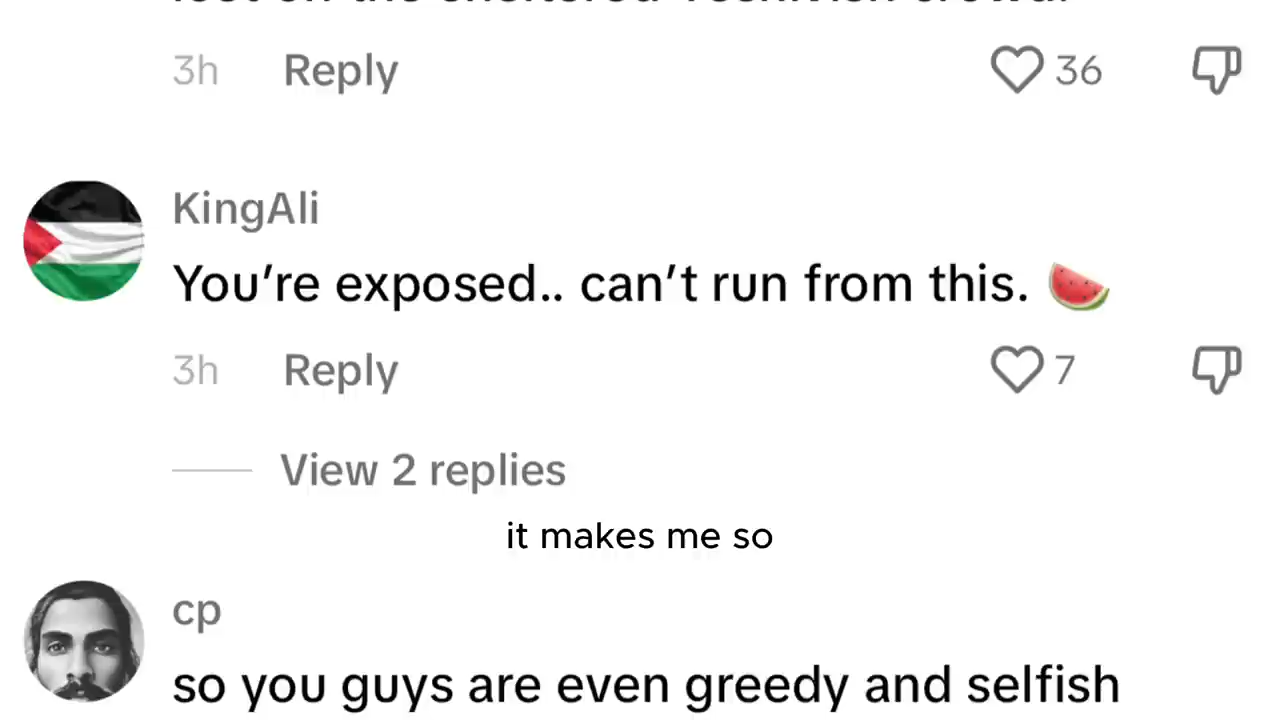 3h Reply 36
KingAli
You’re exposed.. can’t run from this. 🍉
3h Reply 7
View 2 replies
it makes me so
cp
so you guys are even greedy and selfish